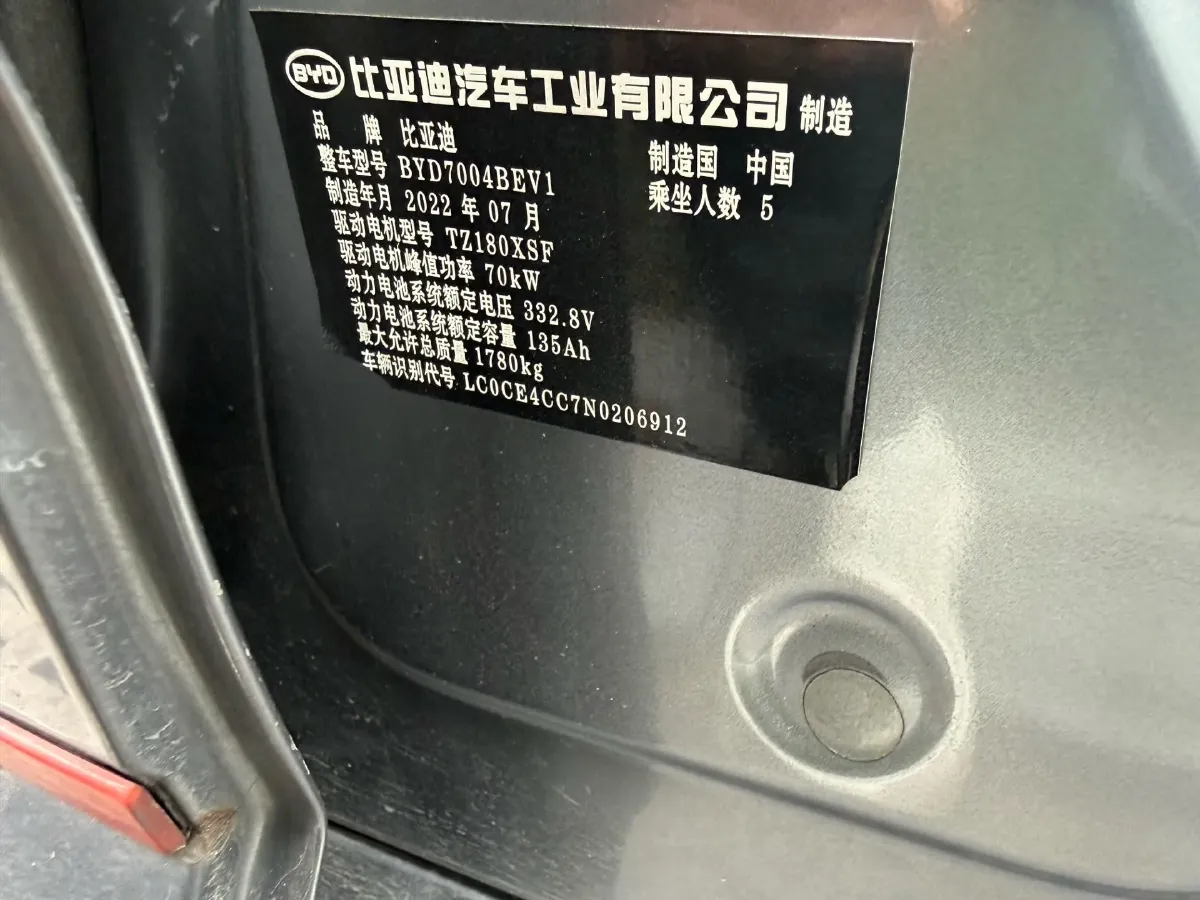 BYD 比亚迪汽车工业有限公司 制造
品 牌 比亚迪
制造国 中国
整车型号 BYD7004BEV1
乘坐人数 5
制造年月 2022 年 07 月
驱动电机型号 TZ180XSF
驱动电机峰值功率 70kW
动力电池系统额定电压 332.8V
动力电池系统额定容量 135Ah
最大允许总质量 1780kg
车辆识别代号 LC0CE4CC7N0206912